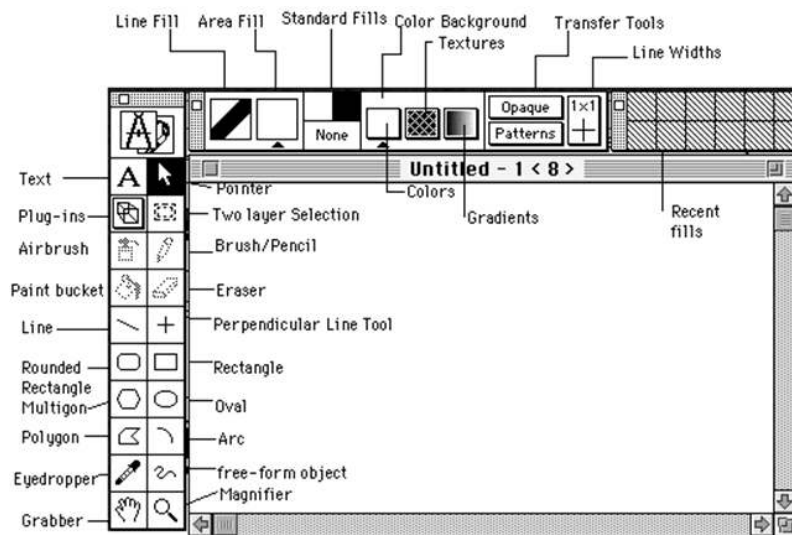 Line Fill
Area Fill
Standard Fills
Color Background
Textures
Transfer Tools
Line Widths
Opaque
1×1
None
Patterns
Untitled - 1 < 8 >
A
Text
Pointer
Colors
Plug-ins
Two layer Selection
Gradients
Recent
fills
Airbrush
Brush/Pencil
Paint bucket
Eraser
Line
Perpendicular Line Tool
Rounded
Rectangle
Rectangle
Multigon
Oval
Polygon
Arc
Eyedropper
free-form object
Magnifier
Grabber